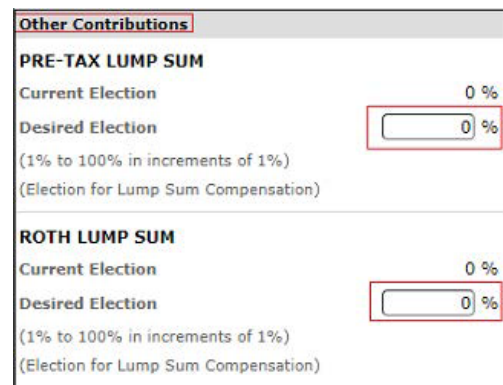 Other Contributions
PRE-TAX LUMP SUM
Current Election 0 %
Desired Election 0 %
(1% to 100% in increments of 1%)
(Election for Lump Sum Compensation)
ROTH LUMP SUM
Current Election 0 %
Desired Election 0 %
(1% to 100% in increments of 1%)
(Election for Lump Sum Compensation)